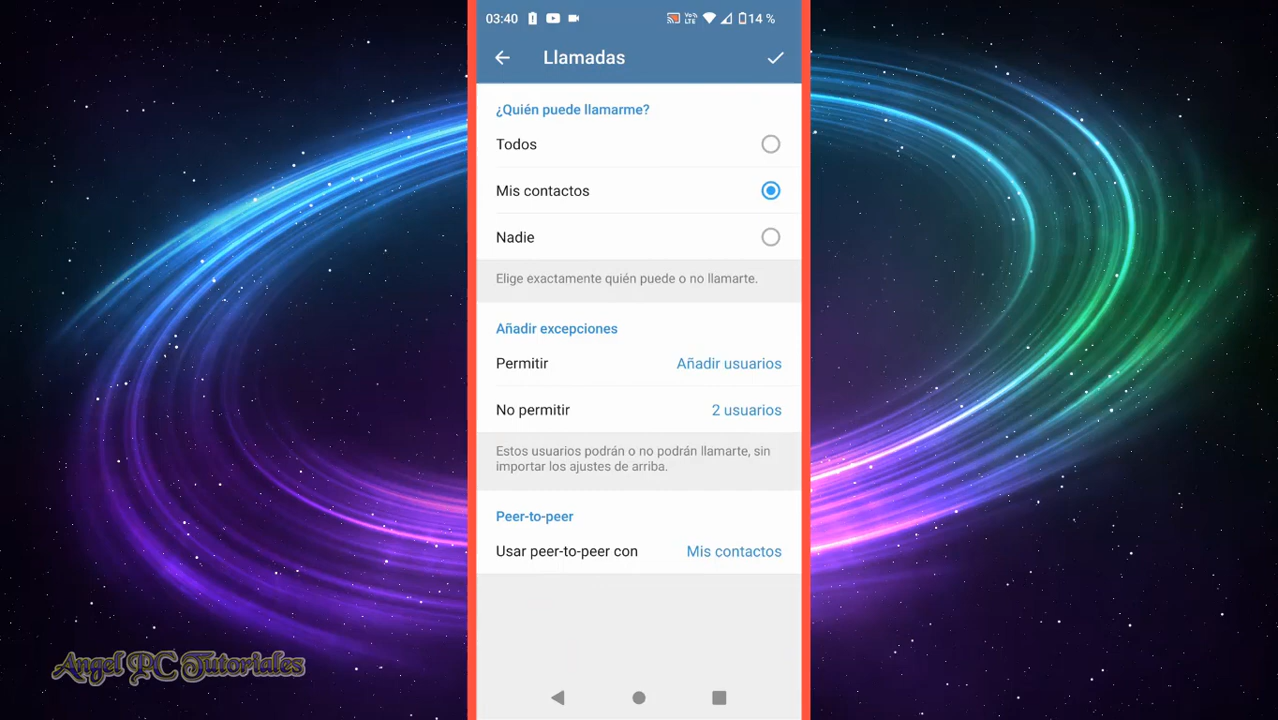 03:40 Vo) LTE 14 %
Llamadas
¿Quién puede llamarme?
Todos
Mis contactos
Nadie
Elige exactamente quién puede o no llamarte.
Añadir excepciones
Permitir Añadir usuarios
No permitir 2 usuarios
Estos usuarios podrán o no podrán llamarte, sin
importar los ajustes de arriba.
Peer-to-peer
Usar peer-to-peer con Mis contactos
Angel PC Tutoriales